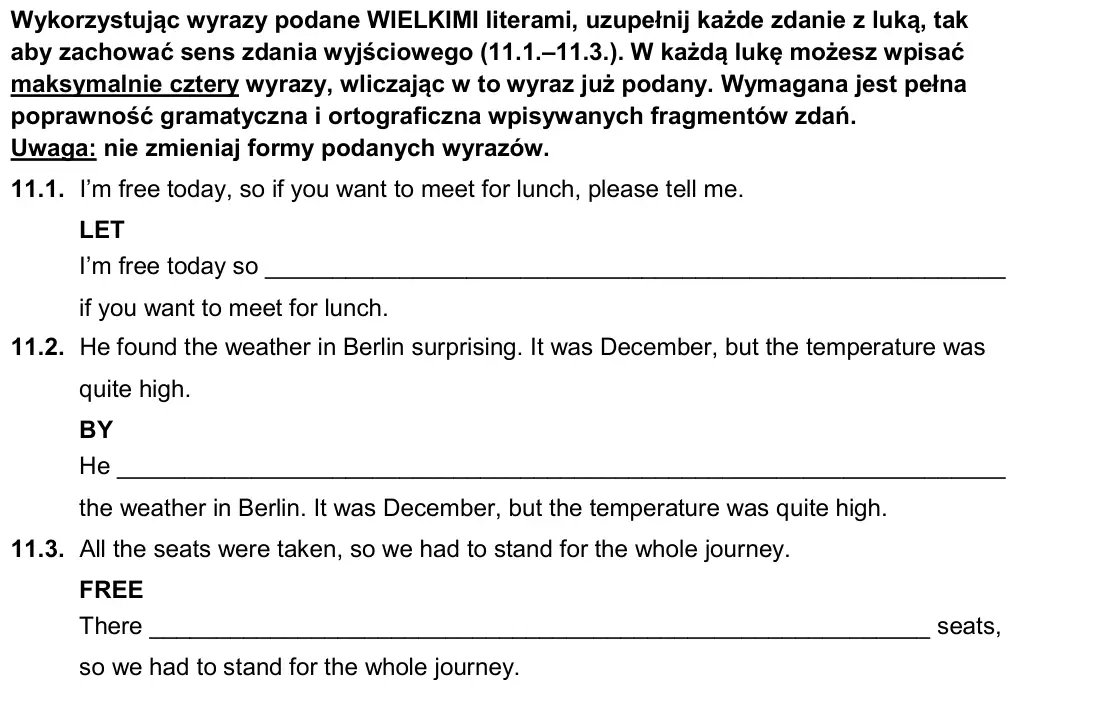 Wykorzystując wyrazy podane WIELKIMI literami, uzupełnij każde zdanie z luką, tak
aby zachować sens zdania wyjściowego (11.1.–11.3.). W każdą lukę możesz wpisać
maksymalnie cztery wyrazy, wliczając w to wyraz już podany. Wymagana jest pełna
poprawność gramatyczna i ortograficzna wpisywanych fragmentów zdań.
Uwaga: nie zmieniaj formy podanych wyrazów.
11.1. I’m free today, so if you want to meet for lunch, please tell me.
LET
I’m free today so ______
if you want to meet for lunch.
11.2. He found the weather in Berlin surprising. It was December, but the temperature was
quite high.
BY
He ______
the weather in Berlin. It was December, but the temperature was quite high.
11.3. All the seats were taken, so we had to stand for the whole journey.
FREE
There ______ seats,
so we had to stand for the whole journey.